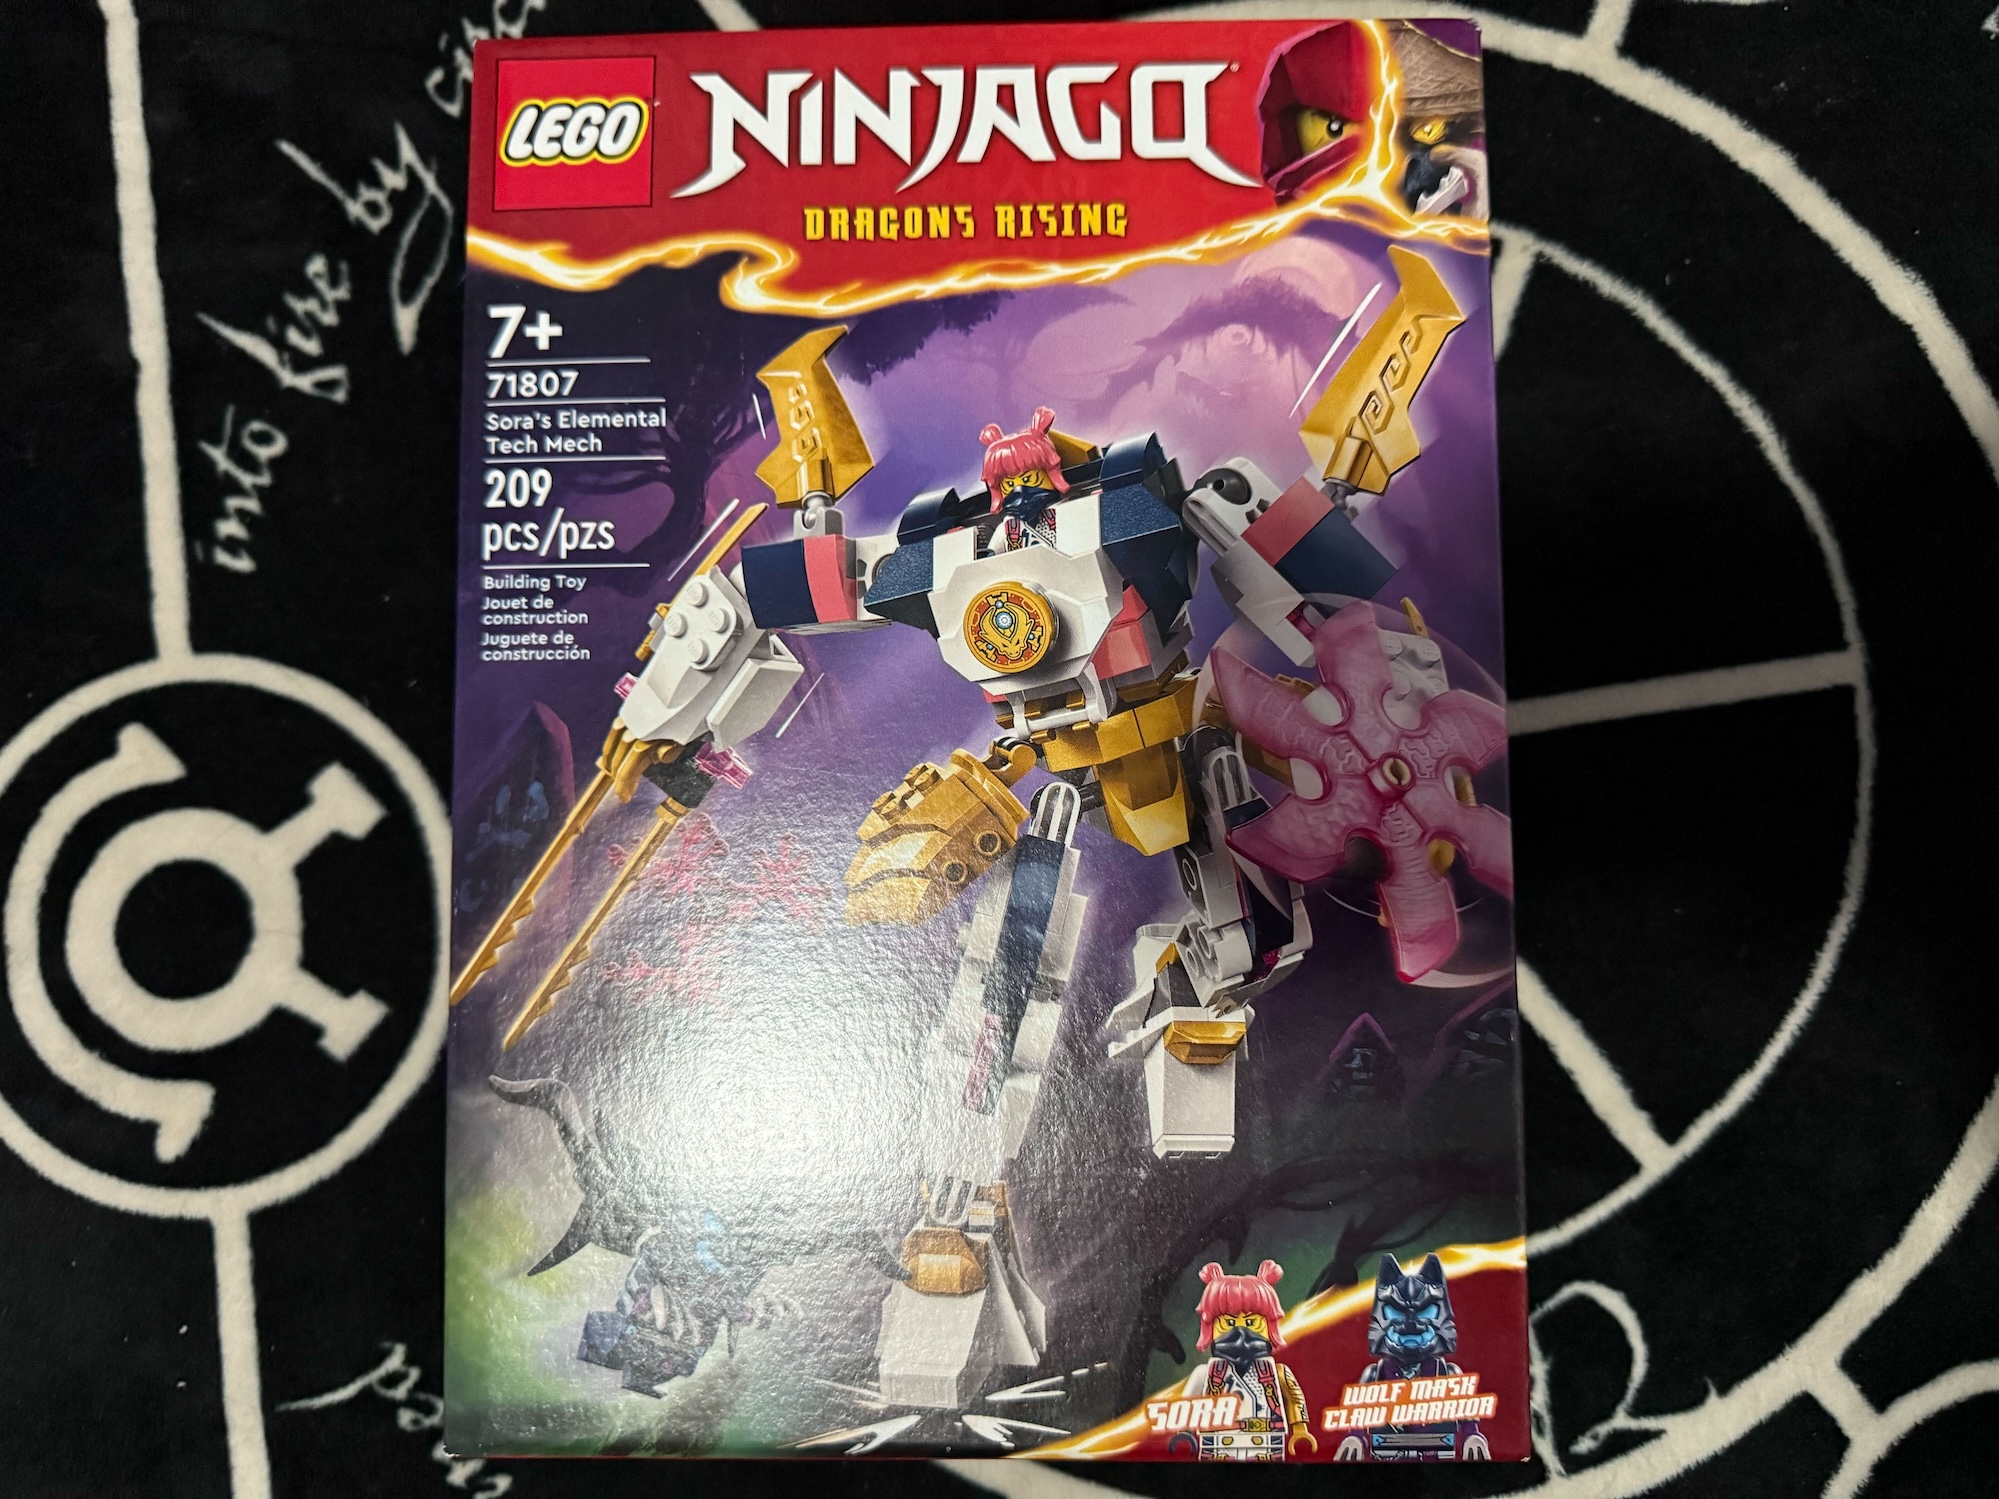 LEGO
NINJAGO
DRAGONS RISING
7+
71807
Sora's Elemental
Tech Mech
209
pcs/pzs
Building Toy
Jouet de
construction
Juguete de
construcción
SORA
WOLF MASK
CLAW WARRIOR
into fire by